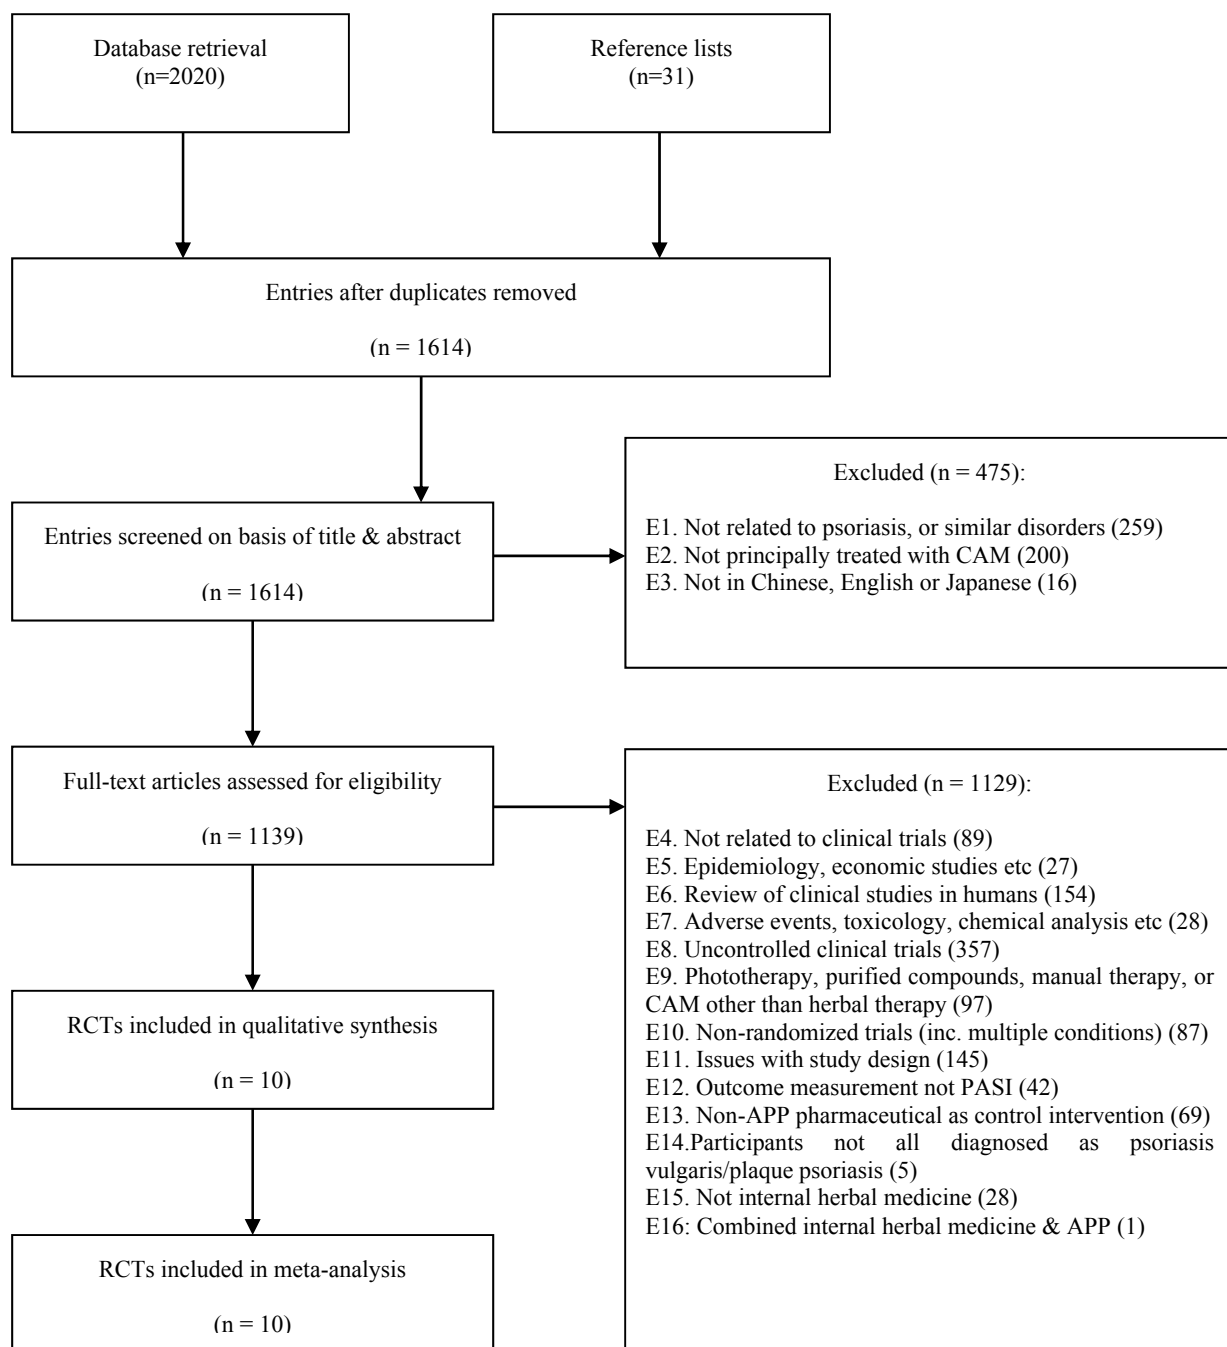 Database retrieval
(n=2020)
Reference lists
(n=31)
Entries after duplicates removed
(n = 1614)
Entries screened on basis of title & abstract
(n = 1614)
Excluded (n = 475):
E1. Not related to psoriasis, or similar disorders (259)
E2. Not principally treated with CAM (200)
E3. Not in Chinese, English or Japanese (16)
Full-text articles assessed for eligibility
(n = 1139)
Excluded (n = 1129):
E4. Not related to clinical trials (89)
E5. Epidemiology, economic studies etc (27)
E6. Review of clinical studies in humans (154)
E7. Adverse events, toxicology, chemical analysis etc (28)
E8. Uncontrolled clinical trials (357)
E9. Phototherapy, purified compounds, manual therapy, or
CAM other than herbal therapy (97)
E10. Non-randomized trials (inc. multiple conditions) (87)
E11. Issues with study design (145)
E12. Outcome measurement not PASI (42)
E13. Non-APP pharmaceutical as control intervention (69)
E14.Participants not all diagnosed as psoriasis
vulgaris/plaque psoriasis (5)
E15. Not internal herbal medicine (28)
E16: Combined internal herbal medicine & APP (1)
RCTs included in qualitative synthesis
(n = 10)
RCTs included in meta-analysis
(n = 10)